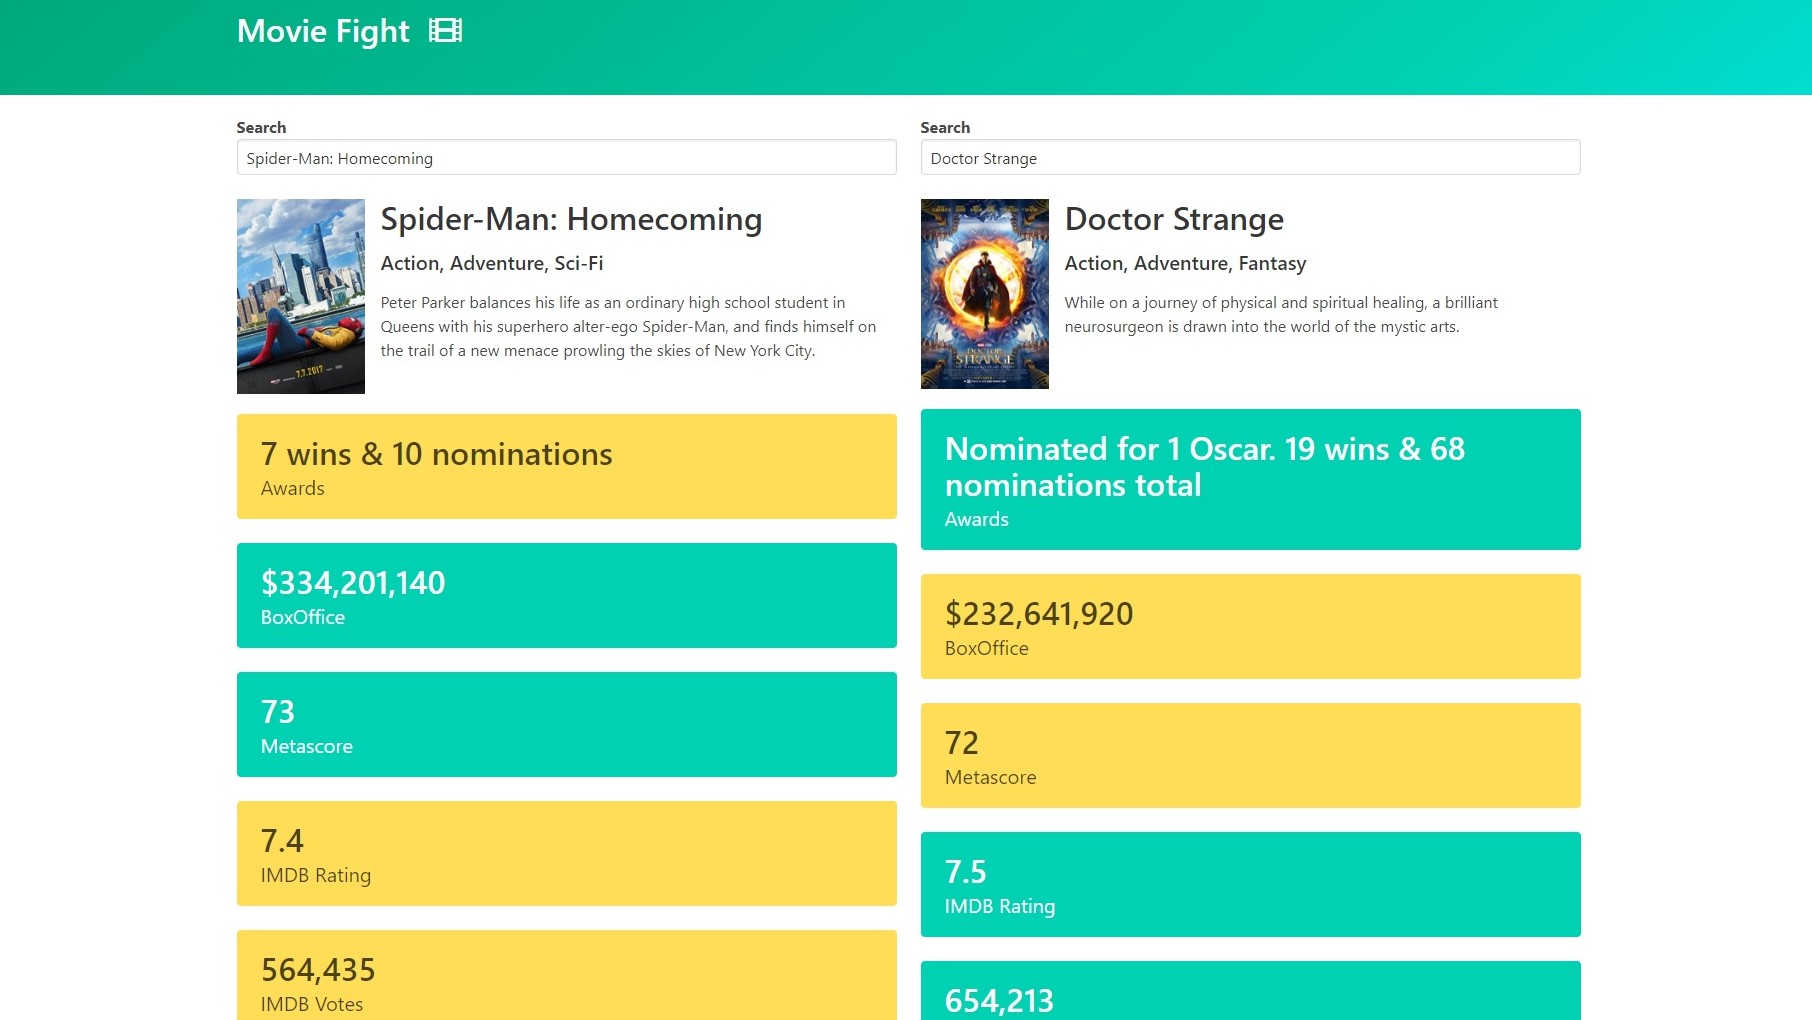 Movie Fight
Search
Spider-Man: Homecoming
Spider-Man: Homecoming
Action, Adventure, Sci-Fi
Peter Parker balances his life as an ordinary high school student in
Queens with his superhero alter-ego Spider-Man, and finds himself on
the trail of a new menace prowling the skies of New York City.
7.7.2017
7 wins & 10 nominations
Awards
$334,201,140
BoxOffice
73
Metascore
7.4
IMDB Rating
564,435
IMDB Votes
Search
Doctor Strange
Doctor Strange
Action, Adventure, Fantasy
While on a journey of physical and spiritual healing, a brilliant
neurosurgeon is drawn into the world of the mystic arts.
DOCTOR
STRANGE
Nominated for 1 Oscar. 19 wins & 68
nominations total
Awards
$232,641,920
BoxOffice
72
Metascore
7.5
IMDB Rating
654,213